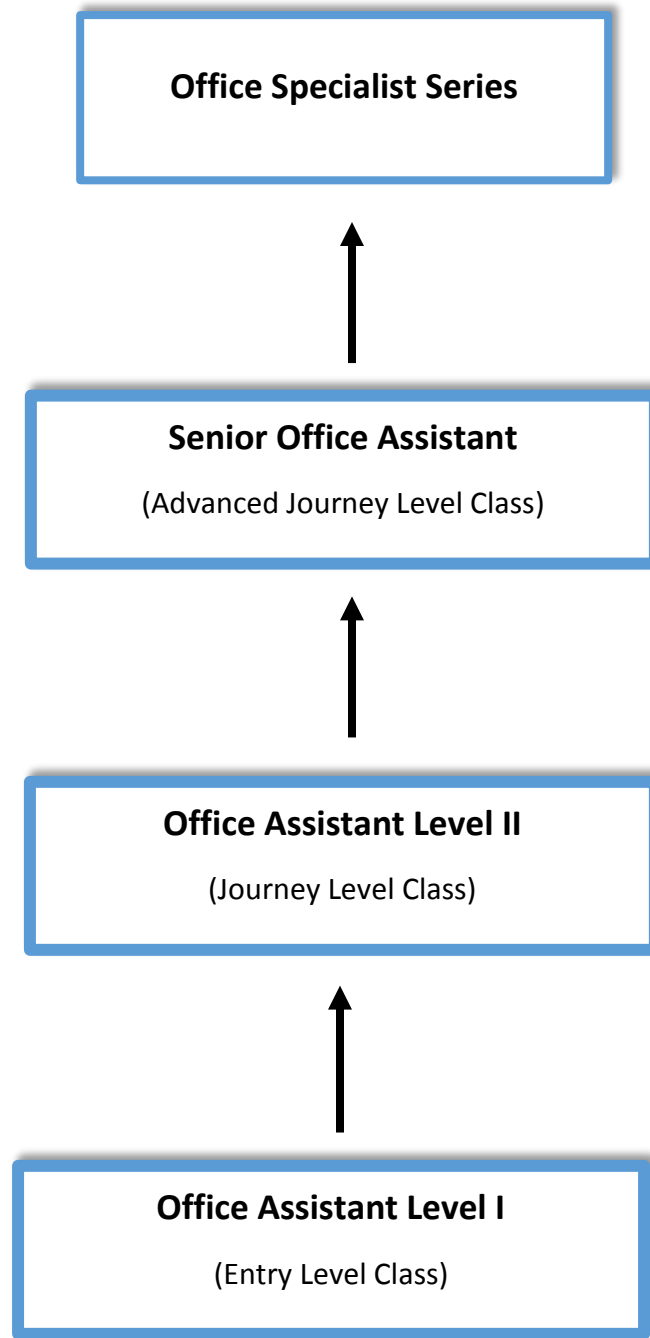 Office Specialist Series
Senior Office Assistant
(Advanced Journey Level Class)
Office Assistant Level II
(Journey Level Class)
Office Assistant Level I
(Entry Level Class)